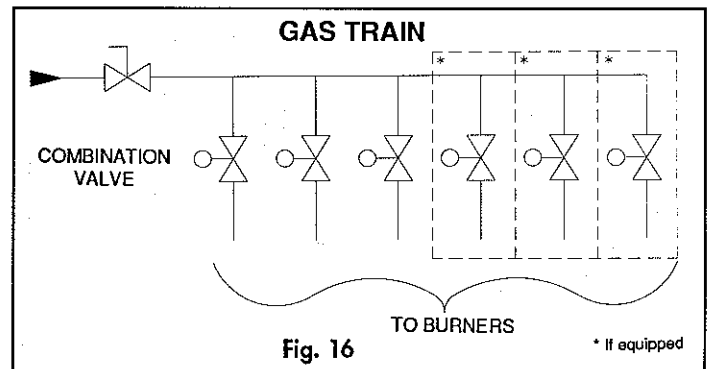 GAS TRAIN
* * *
COMBINATION
VALVE
TO BURNERS
Fig. 16
* If equipped